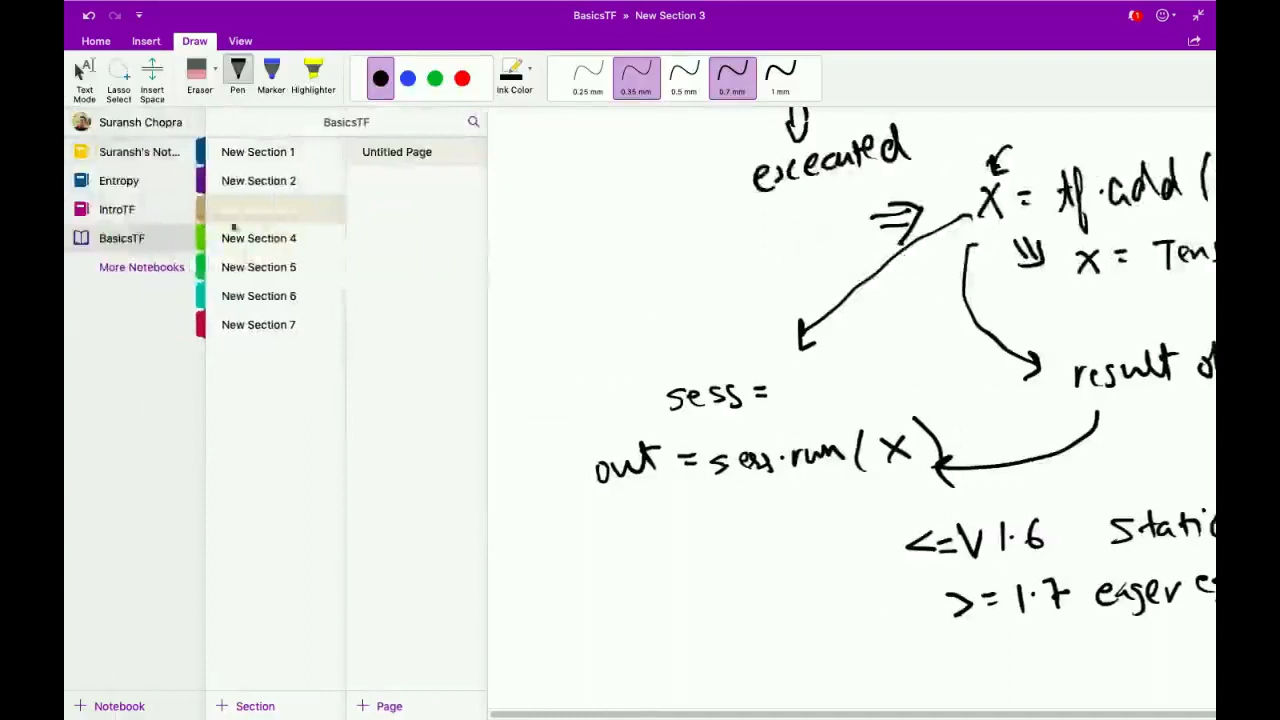 BasicsTF » New Section 3
Home Insert Draw View
Text Mode
Lasso Select
Insert Space
Eraser
Pen
Marker
Highlighter
Ink Color
0.25 mm
0.35 mm
0.5 mm
0.7 mm
1 mm
Suransh Chopra
Suransh's Not...
Entropy
IntroTF
BasicsTF
More Notebooks
BasicsTF
New Section 1
New Section 2
New Section 4
New Section 5
New Section 6
New Section 7
Untitled Page
+ Notebook
+ Section
+ Page
excecuted
⇒ X = tf.add (
x = Tens
result of
sess =
out = sess.run( X )
<= V 1.6 Static
>= 1.7 eager e